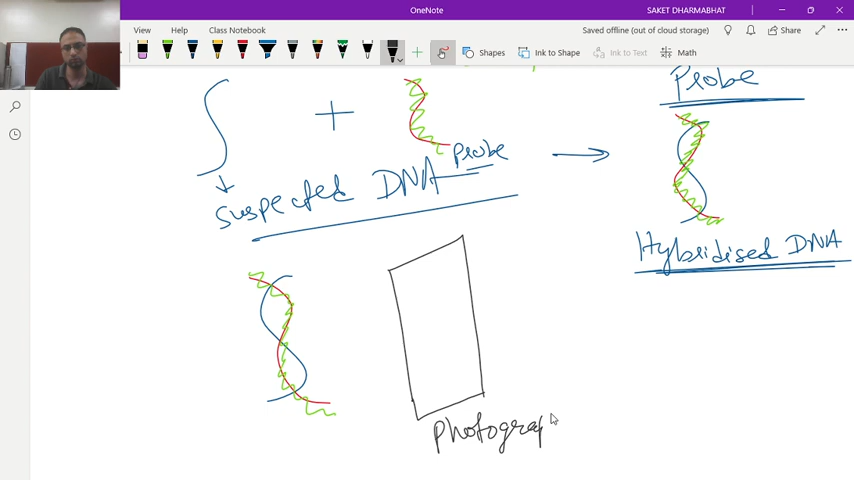 OneNote
SAKET DHARMABHAT
View Help Class Notebook
Saved offline (out of cloud storage)
Share
Shapes
Ink to Shape
Ink to Text
Math
Probe
+
Probe
suspected DNA
Hybridised DNA
Photograp